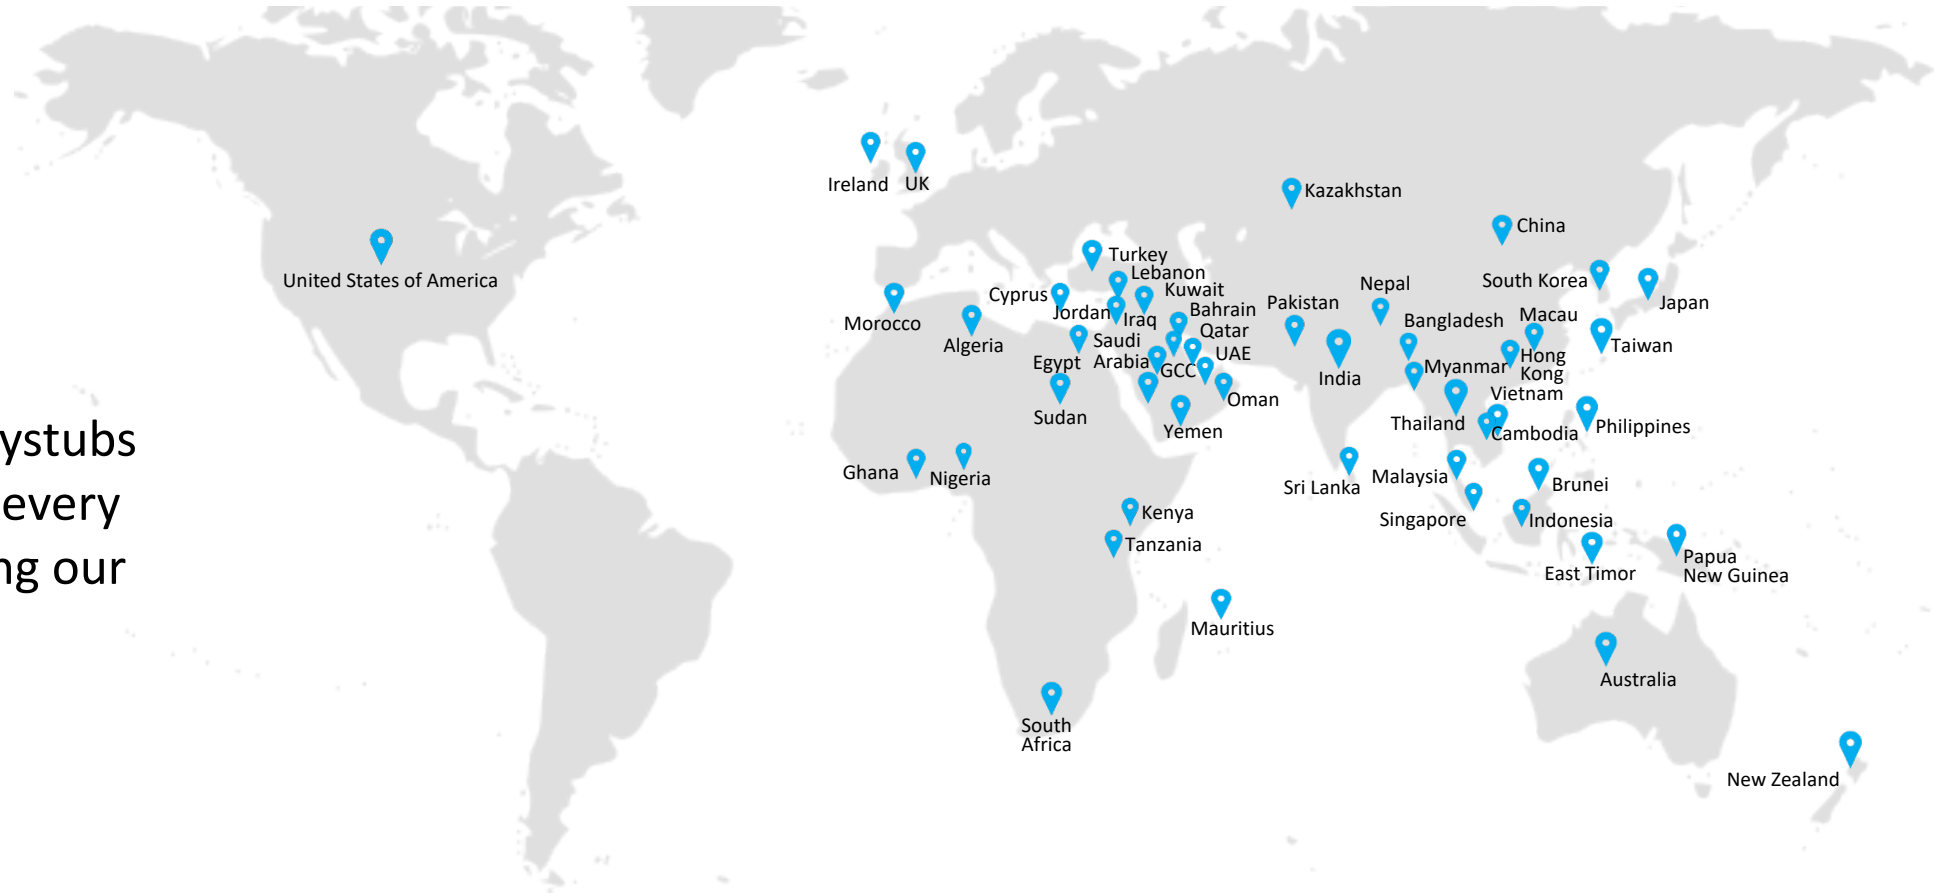 ystubs
every
ng our
Ireland
UK
Kazakhstan
China
United States of America
Turkey
Lebanon
Kuwait
Cyprus
Jordan
Iraq
Bahrain
Qatar
Morocco
Algeria
Egypt
Saudi
Arabia
GCC
UAE
Oman
Sudan
Yemen
Pakistan
Nepal
India
Bangladesh
South Korea
Japan
Macau
Taiwan
Hong
Kong
Myanmar
Vietnam
Thailand
Cambodia
Philippines
Ghana
Nigeria
Sri Lanka
Malaysia
Brunei
Singapore
Indonesia
Kenya
Tanzania
East Timor
Papua
New Guinea
Mauritius
Australia
South
Africa
New Zealand